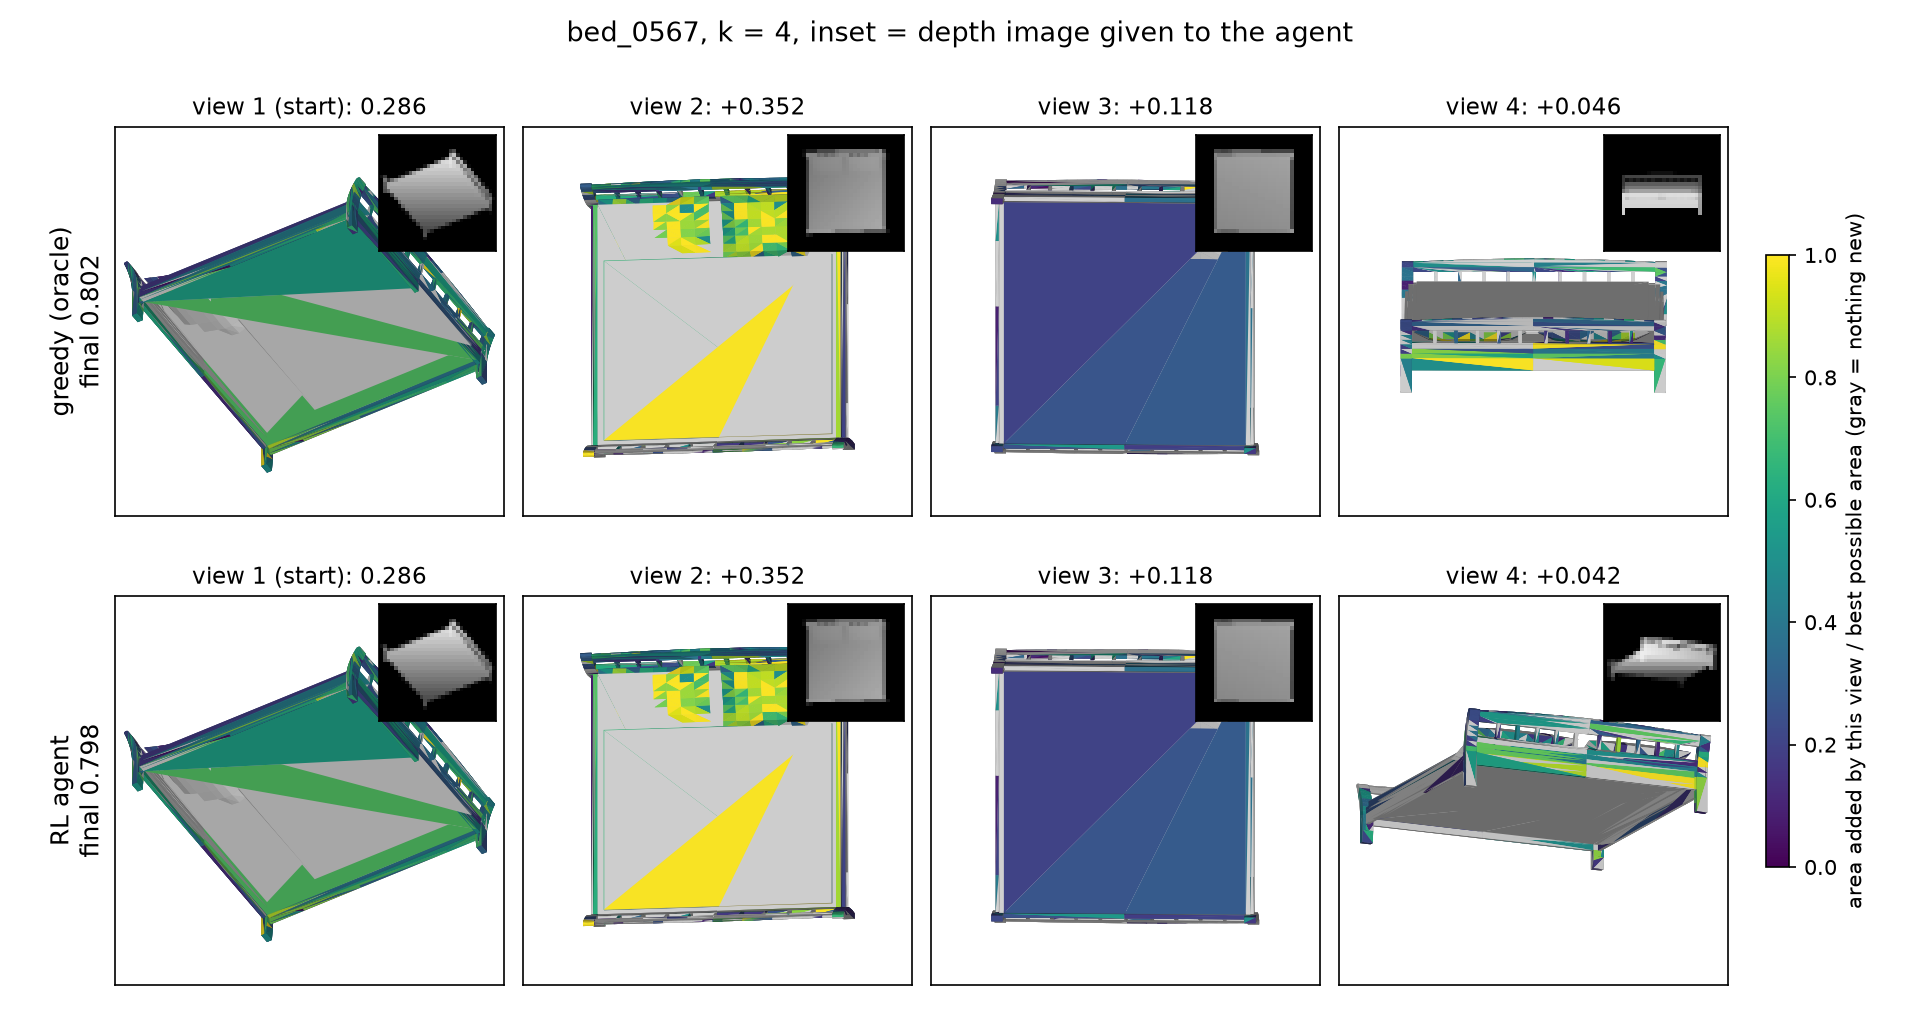 bed_0567, k = 4, inset = depth image given to the agent
view 1 (start): 0.286
view 2: +0.352
view 3: +0.118
view 4: +0.046
greedy (oracle)
final 0.802
view 1 (start): 0.286
view 2: +0.352
view 3: +0.118
view 4: +0.042
RL agent
final 0.798
1.0
0.8
0.6
0.4
0.2
0.0
area added by this view / best possible area (gray = nothing new)